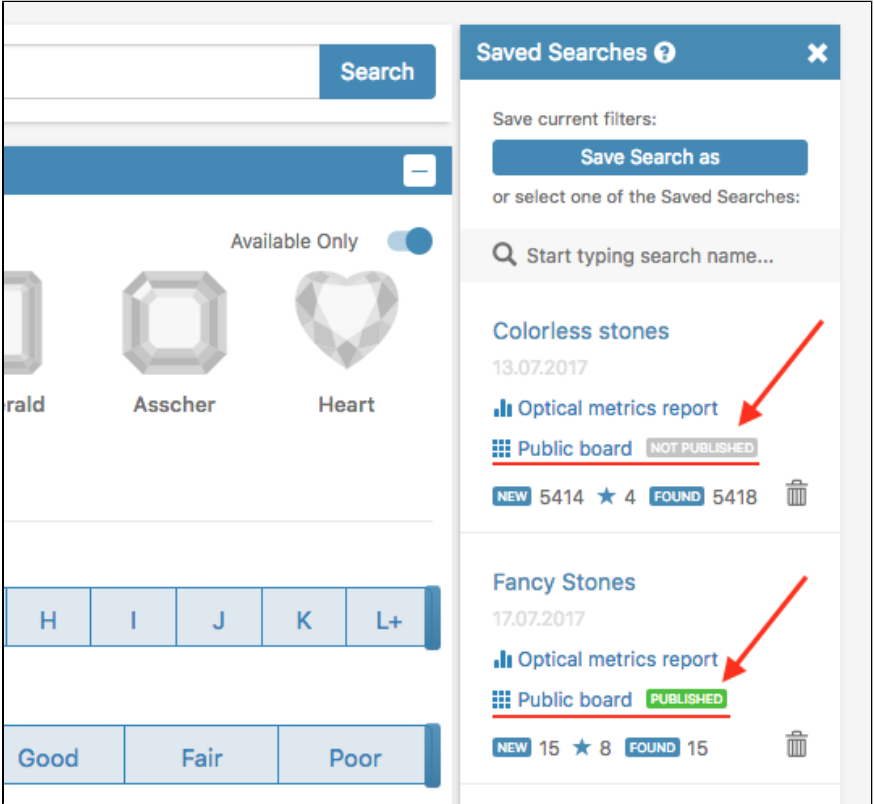 Search
Available Only
rald
Asscher
Heart
H
I
J
K
L+
Good
Fair
Poor
Saved Searches
Save current filters:
Save Search as
or select one of the Saved Searches:
Start typing search name...
Colorless stones
13.07.2017
Optical metrics report
Public board NOT PUBLISHED
NEW 5414 ★ 4 FOUND 5418
Fancy Stones
17.07.2017
Optical metrics report
Public board PUBLISHED
NEW 15 ★ 8 FOUND 15